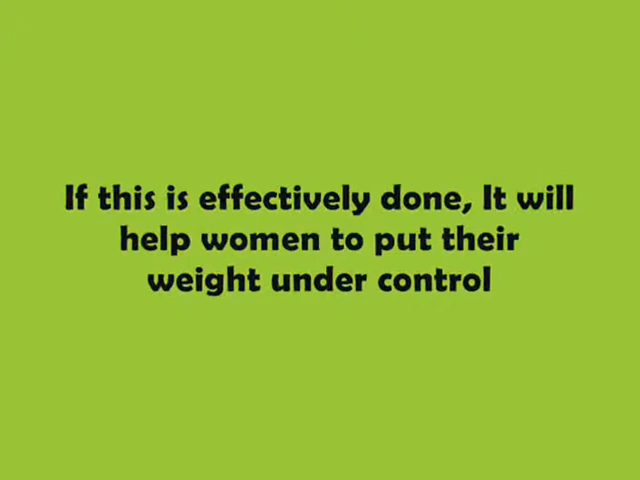 If this is effectively done, It will
help women to put their
weight under control